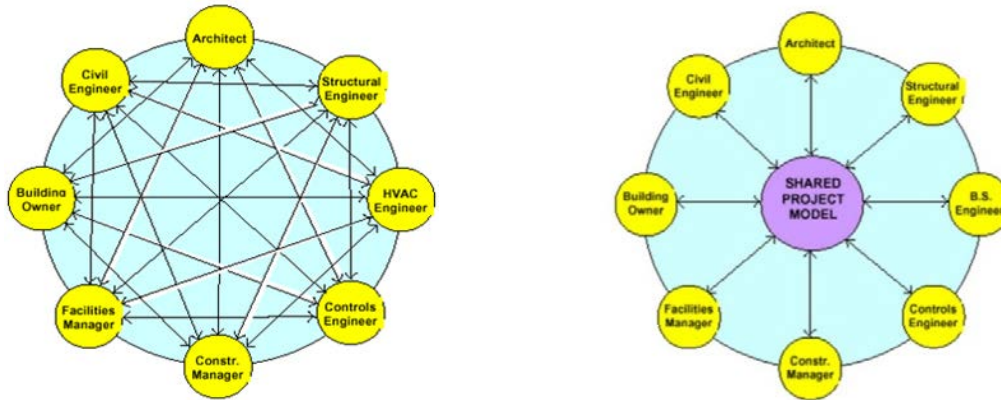 Architect
Civil
Engineer
Structural
Engineer
Building
Owner
HVAC
Engineer
Facilities
Manager
Controls
Engineer
Constr.
Manager
Architect
Civil
Engineer
Structural
Engineer
Building
Owner
SHARED
PROJECT
MODEL
B.S.
Engineer
Facilities
Manager
Controls
Engineer
Constr.
Manager